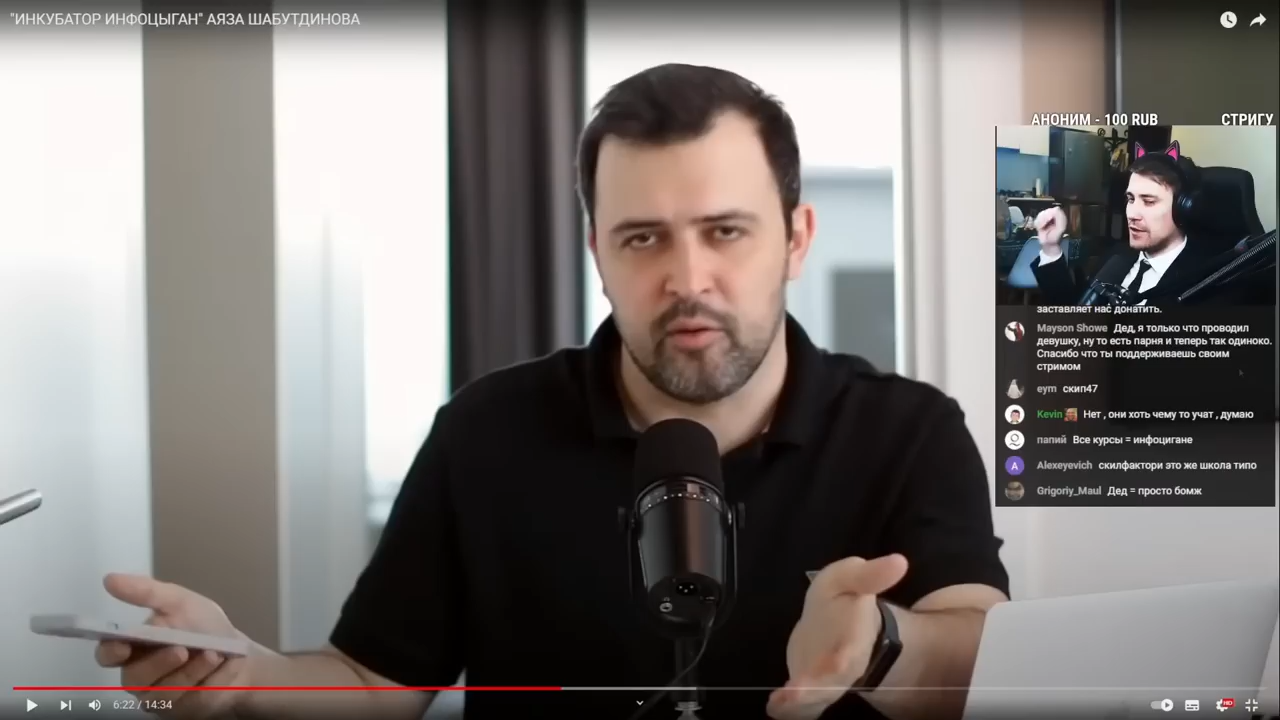 "ИНКУБАТОР ИНФОЦЫГАН" АЯЗА ШАБУТДИНОВА
АНОНИМ - 100 RUB СТРИГУ
заставляет нас донатить.
Mayson Showe Дед, я только что проводил
девушку, ну то есть парня и теперь так одиноко.
Спасибо что ты поддерживаешь своим
стримом
eym скип47
Kevin Нет , они хоть чему то учат , думаю
папий Все курсы = инфоцигане
A Alexeyevich скилфактори это же школа типо
Grigoriy_Maul Дед = просто бомж
6:22 / 14:34
HD